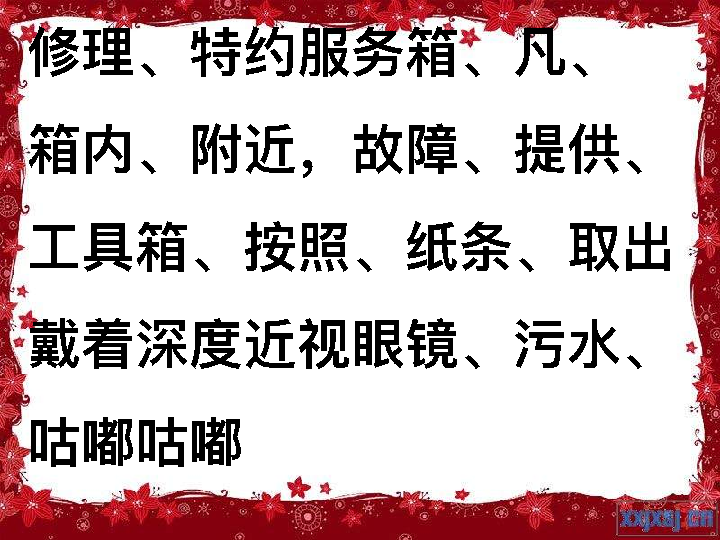 修理、特约服务箱、凡、
箱内、附近，故障、提供、
工具箱、按照、纸条、取出
戴着深度近视眼镜、污水、
咕嘟咕嘟
xxjxsj.cn